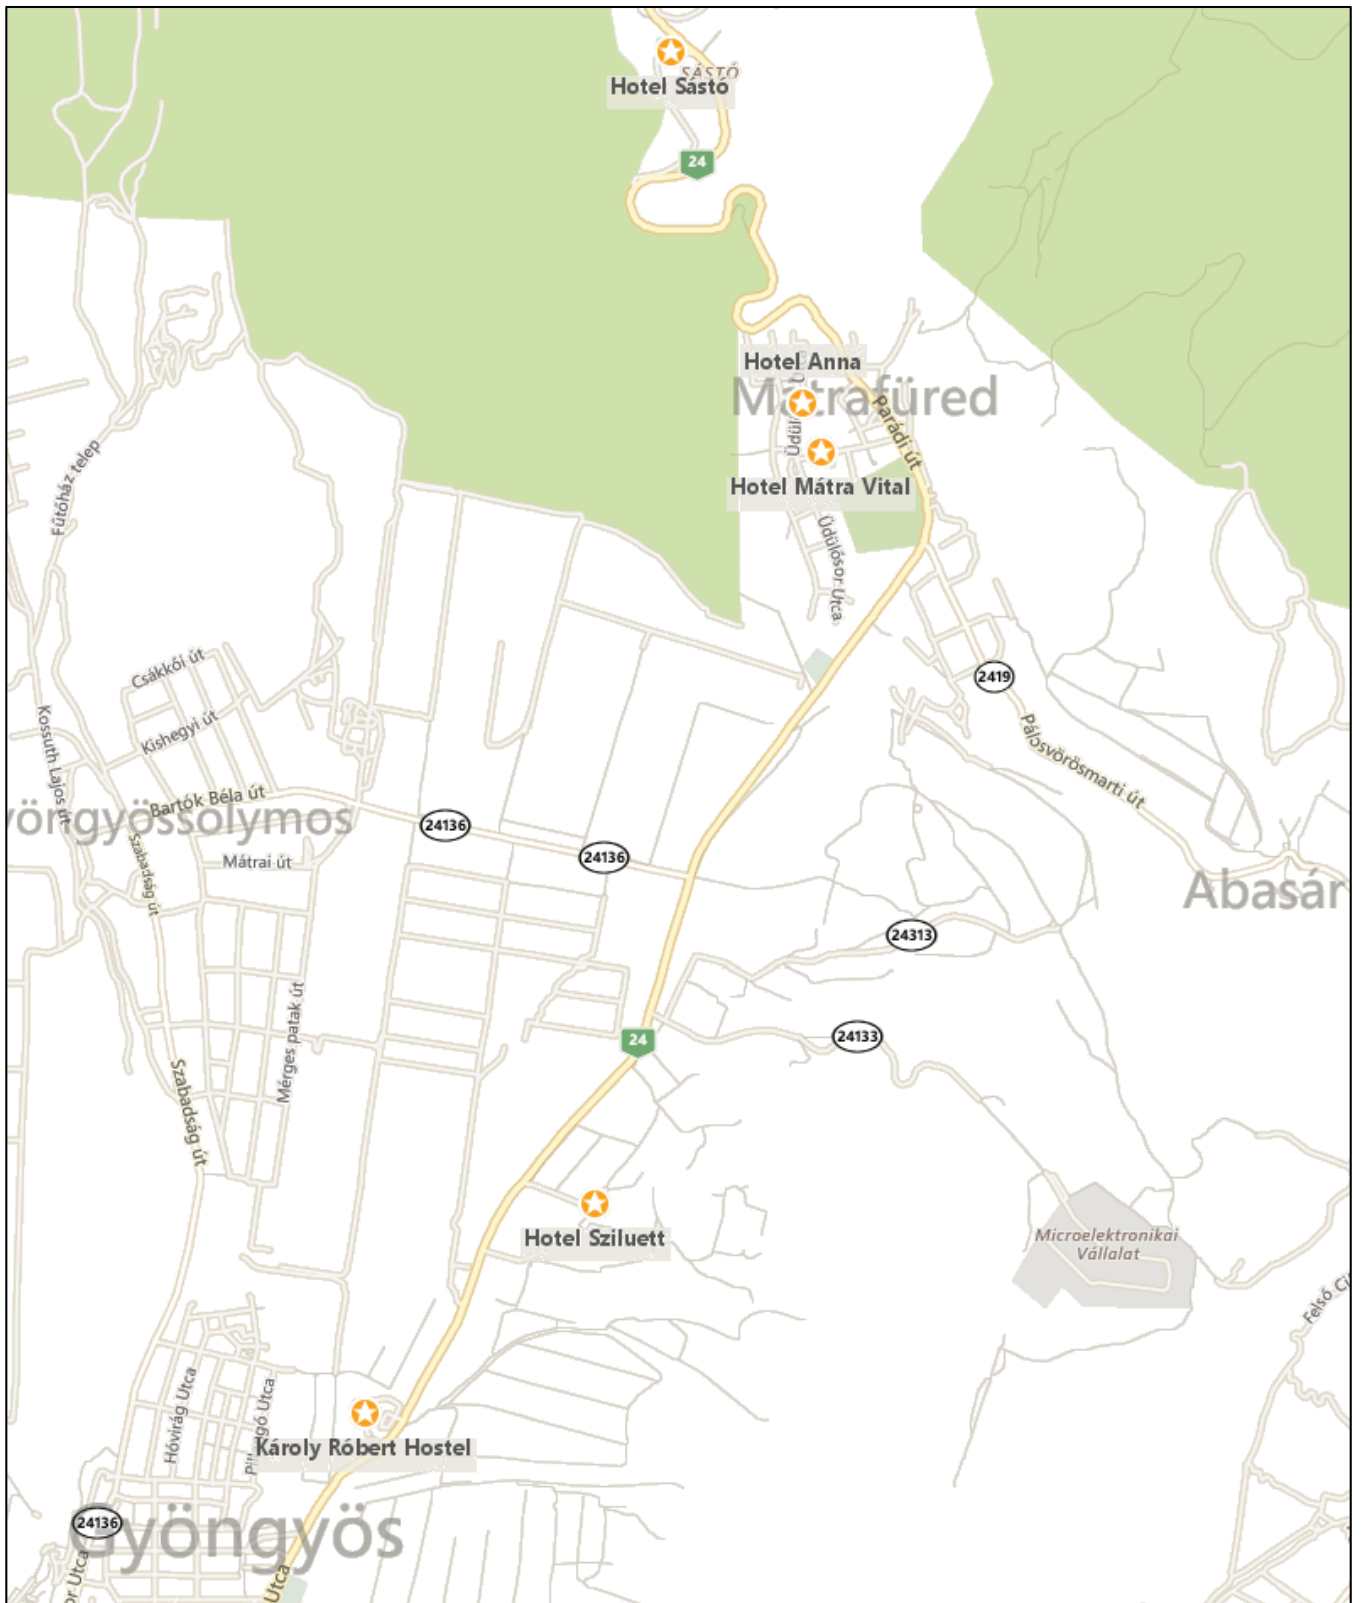 SÁSTÓ
Hotel Sástó
24
Hotel Anna
Mátrafüred
Parádi út
Hotel Mátra Vital
Üdülősor Utca
Fűtőház telep
Csákkői út
2419
Kishegyi út
Kossuth Lajos út
Pálosvörösmarti út
Bartók Béla út
yöngyössolymos
24136
24136
Szabadság út
Mátrai út
Abasár
24313
Mérges patak út
24
24133
Szabadság út
Hotel Sziluett
Microelektronikai
Vállalat
Felső
Hóvirág Utca
Károly Róbert Hostel
24136
Gyöngyös
Utca
Utca